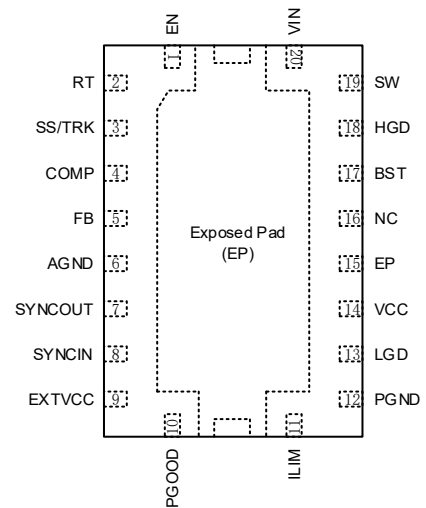 EN
VIN
1
20
RT 2
19 SW
SS/TRK 3
18 HGD
COMP 4
17 BST
FB 5
16 NC
Exposed Pad
(EP)
AGND 6
15 EP
SYNCOUT 7
14 VCC
SYNCIN 8
13 LGD
EXTVCC 9
12 PGND
10
11
PGOOD
ILIM